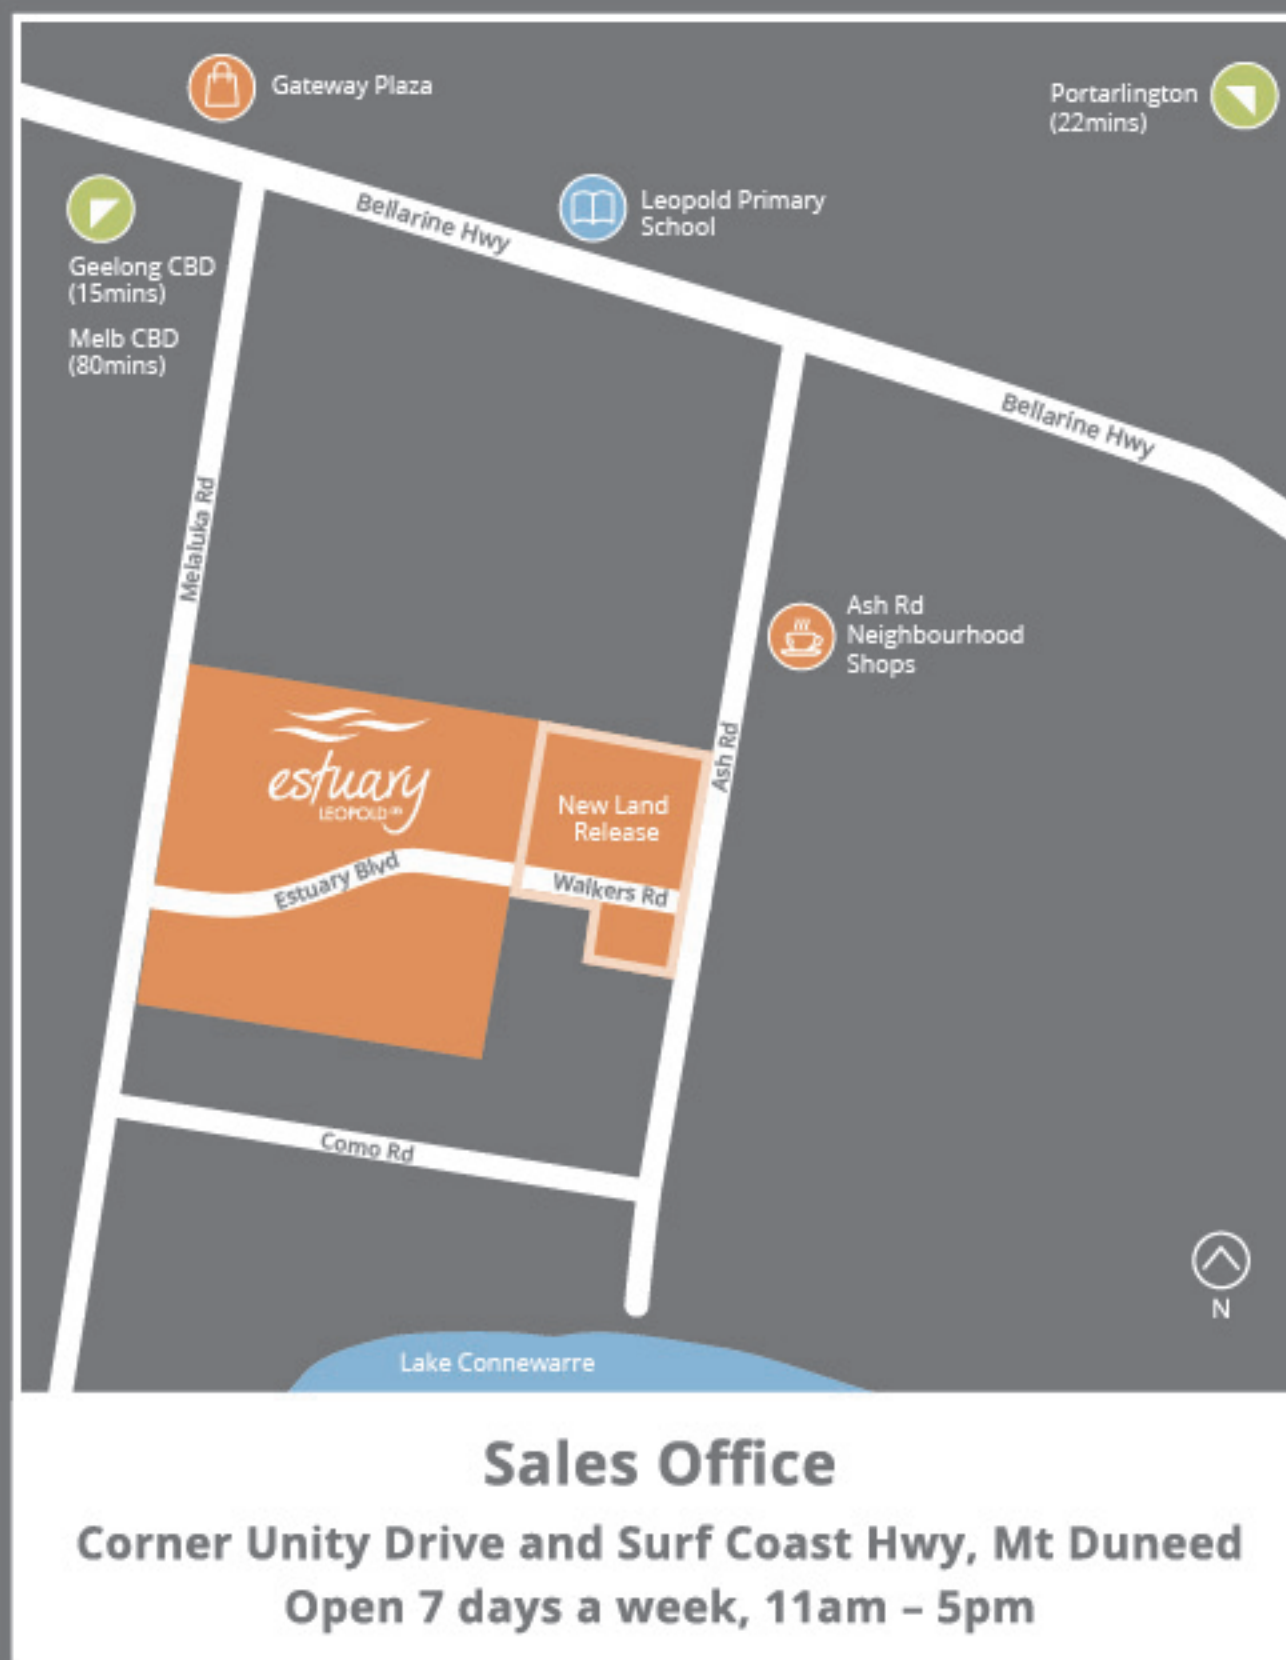 Gateway Plaza
Portarlington
(22mins)
Leopold Primary
School
Bellarine Hwy
Geelong CBD
(15mins)
Melb CBD
(80mins)
Bellarine Hwy
Melaluka Rd
Ash Rd
Neighbourhood
Shops
Ash Rd
estuary
LEOPOLD
New Land
Release
Estuary Blvd
Walkers Rd
Como Rd
N
Lake Connewarre
Sales Office
Corner Unity Drive and Surf Coast Hwy, Mt Duneed
Open 7 days a week, 11am – 5pm